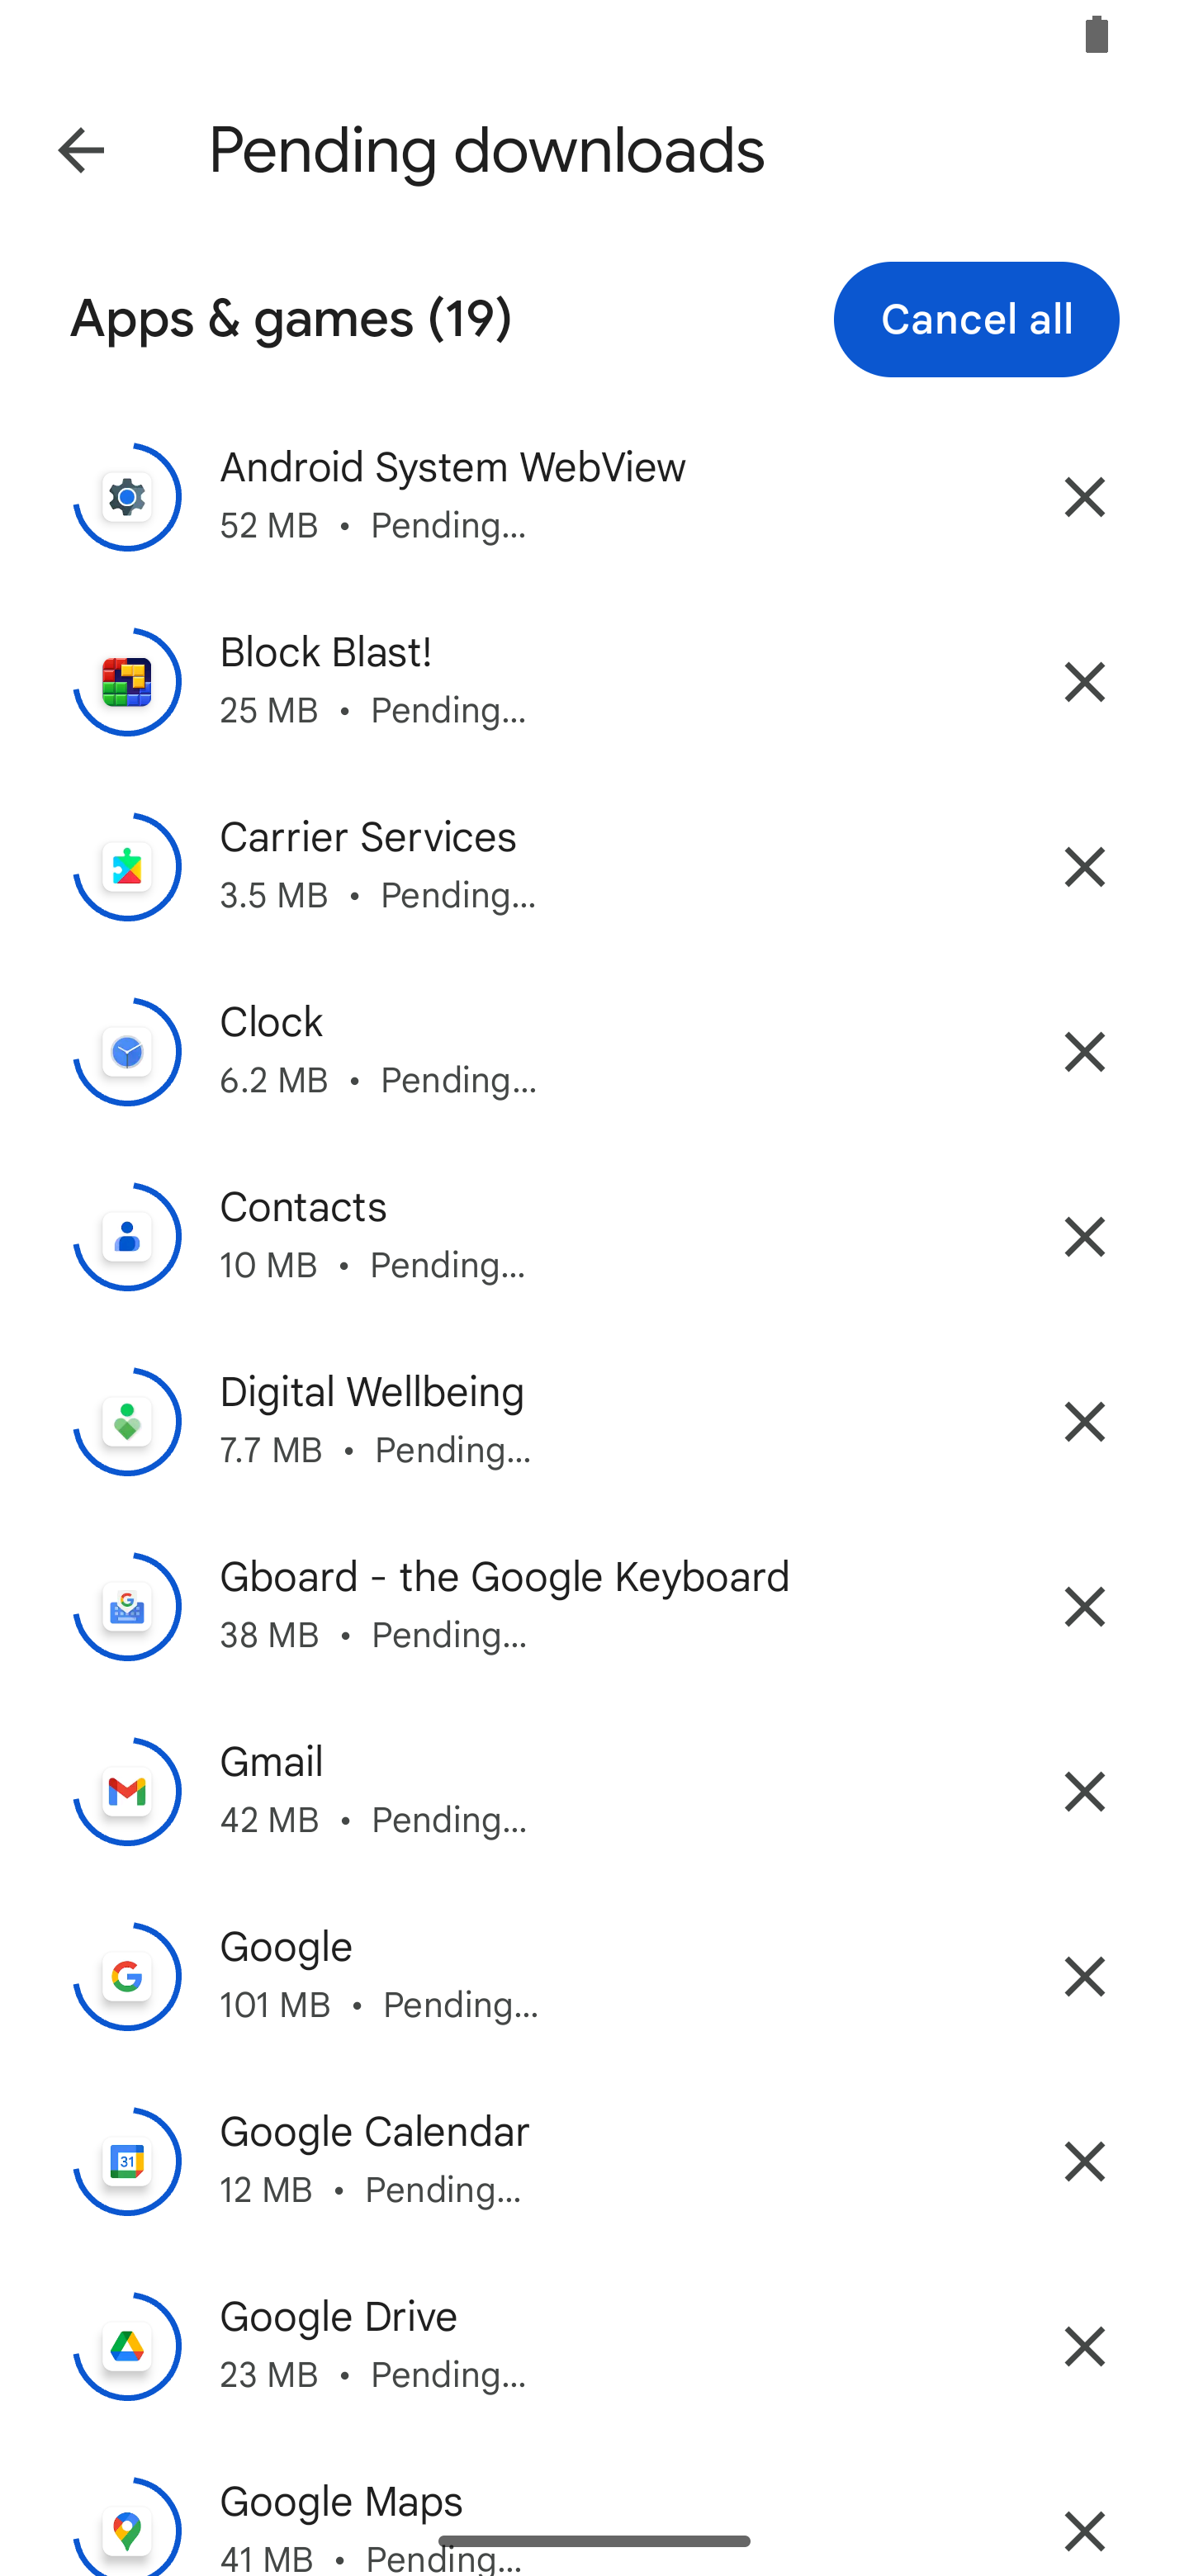 Pending downloads
Apps & games (19)
Cancel all
Android System WebView
52 MB • Pending...
Block Blast!
25 MB • Pending...
Carrier Services
3.5 MB • Pending...
Clock
6.2 MB • Pending...
Contacts
10 MB • Pending...
Digital Wellbeing
7.7 MB • Pending...
Gboard - the Google Keyboard
38 MB • Pending...
Gmail
42 MB • Pending...
Google
101 MB • Pending...
Google Calendar
31
12 MB • Pending...
Google Drive
23 MB • Pending...
Google Maps
41 MB • Pending...